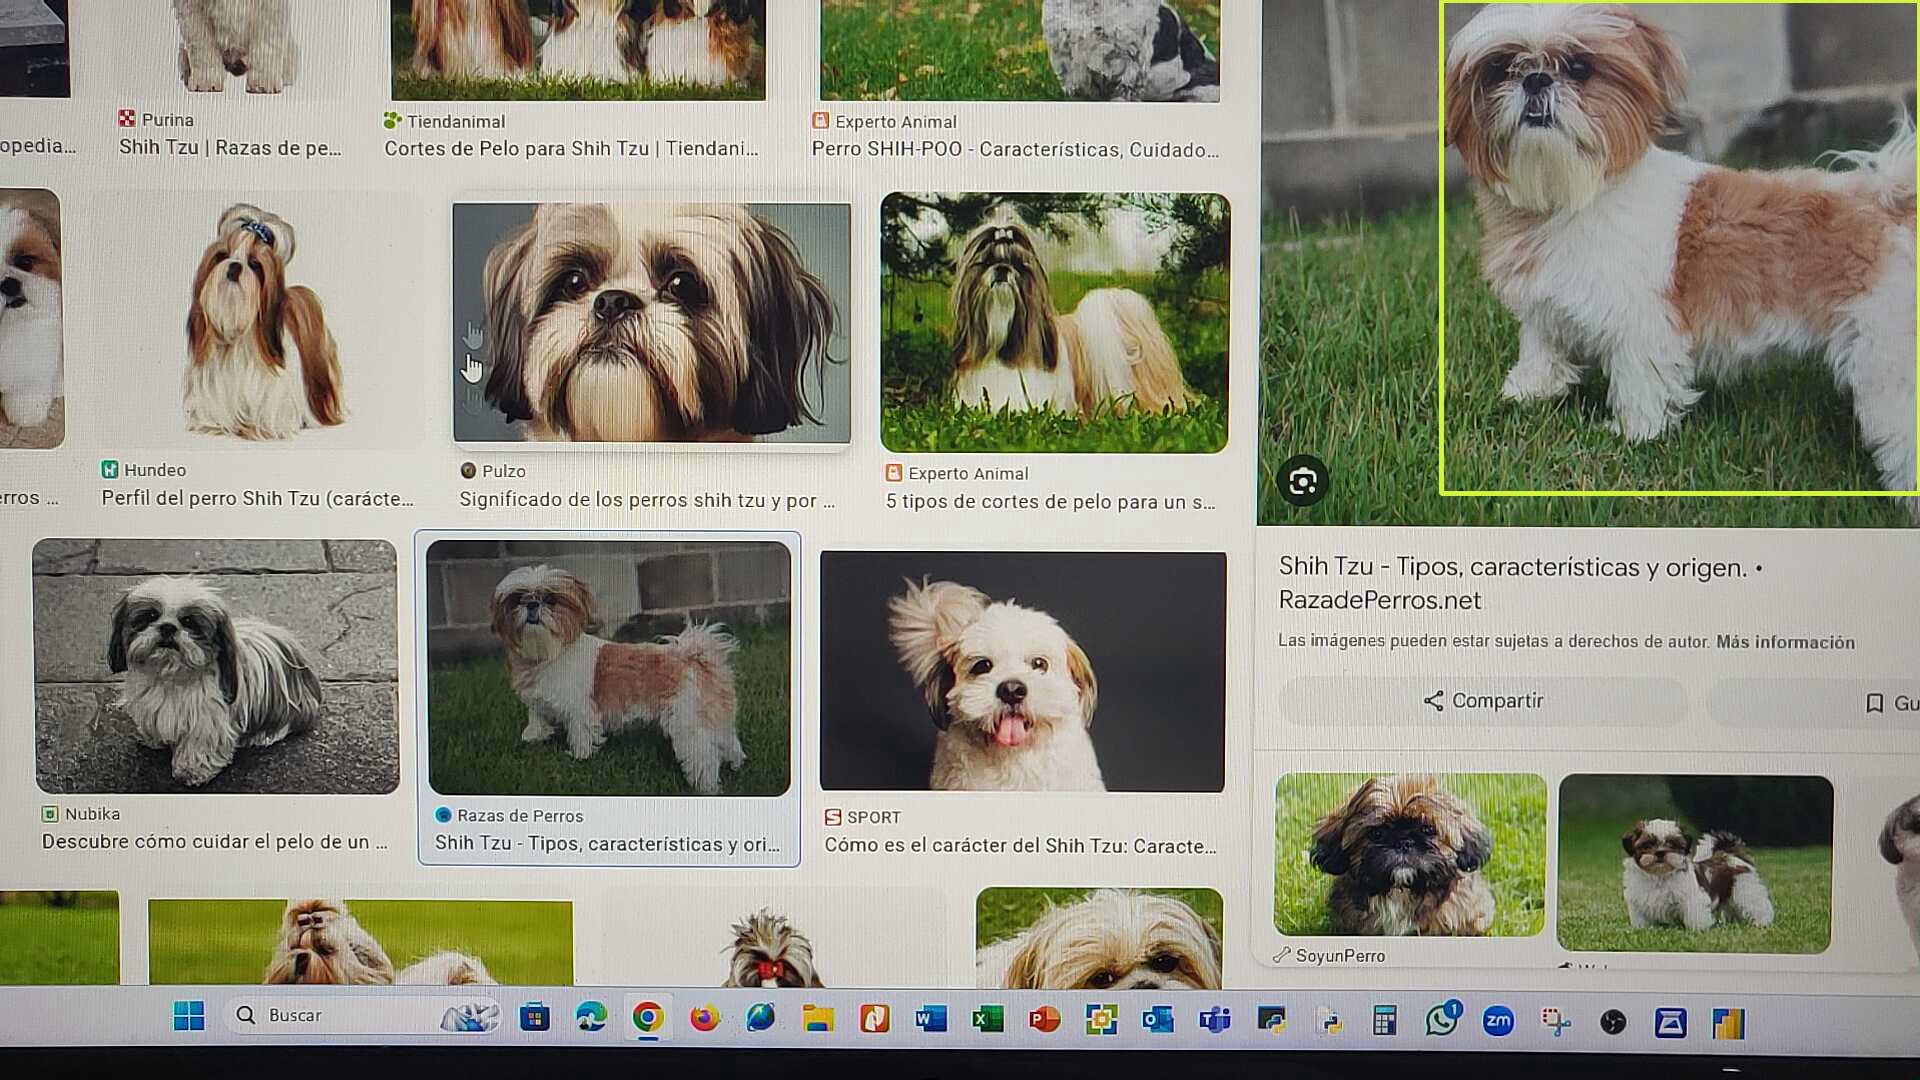 opedia...
Purina
Shih Tzu | Razas de pe...
Tiendanimal
Cortes de Pelo para Shih Tzu | Tiendani...
Experto Animal
Perro SHIH-POO - Características, Cuidado...
erros ...
Hundeo
Perfil del perro Shih Tzu (carácte...
Pulzo
Significado de los perros shih tzu y por ...
Experto Animal
5 tipos de cortes de pelo para un s...
Nubika
Descubre cómo cuidar el pelo de un ...
Razas de Perros
Shih Tzu - Tipos, características y ori...
SPORT
Cómo es el carácter del Shih Tzu: Caracte...
Shih Tzu - Tipos, características y origen. •
RazadePerros.net
Las imágenes pueden estar sujetas a derechos de autor. Más información
Compartir
Gu
SoyunPerro
Buscar
1
zm